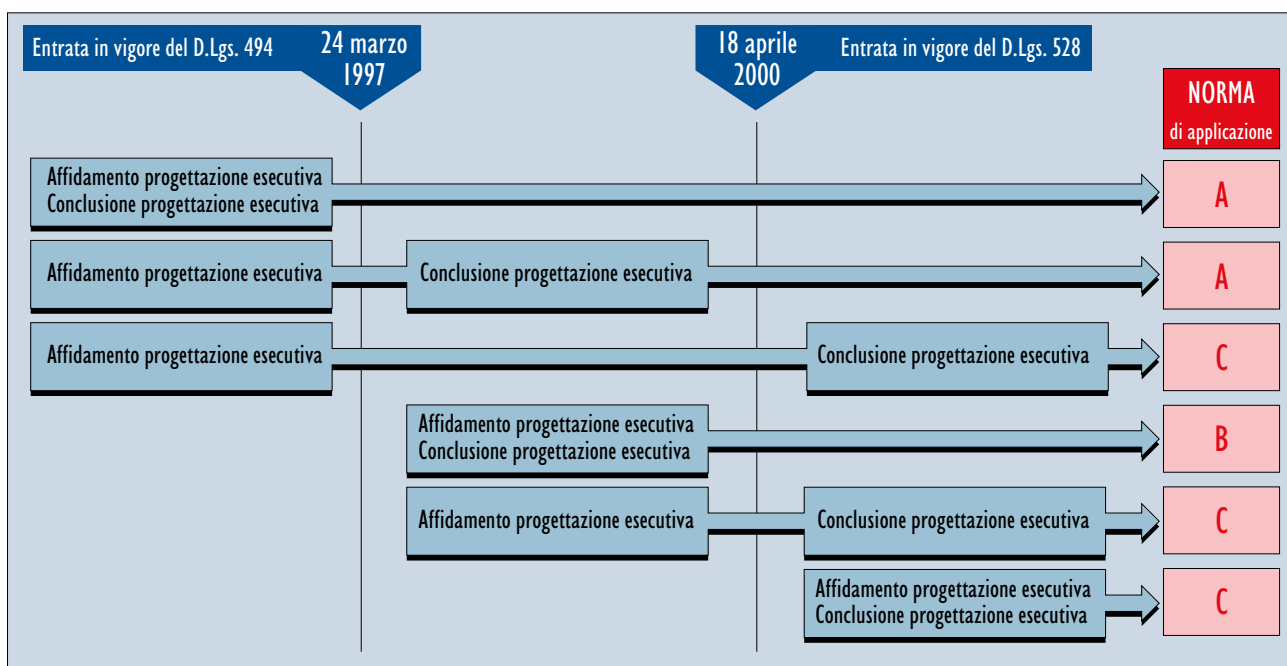 Entrata in vigore del D.Lgs. 494
24 marzo
1997
18 aprile
2000
Entrata in vigore del D.Lgs. 528
NORMA
di applicazione
Affidamento progettazione esecutiva
Conclusione progettazione esecutiva
A
Affidamento progettazione esecutiva
Conclusione progettazione esecutiva
A
Affidamento progettazione esecutiva
Conclusione progettazione esecutiva
C
Affidamento progettazione esecutiva
Conclusione progettazione esecutiva
B
Affidamento progettazione esecutiva
Conclusione progettazione esecutiva
C
Affidamento progettazione esecutiva
Conclusione progettazione esecutiva
C